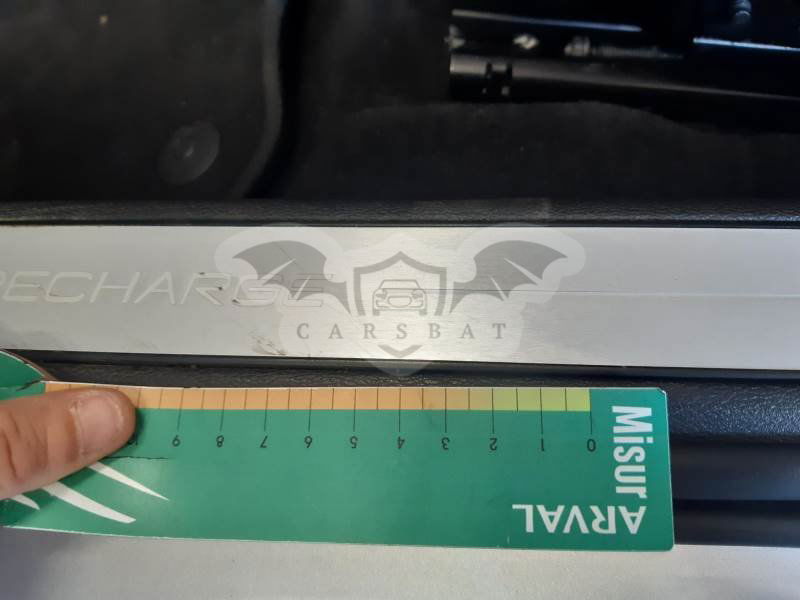 RECHARGE
CARSBAT
9 8 7 6 5 4 3 2 1 0
Misur
ARVAL